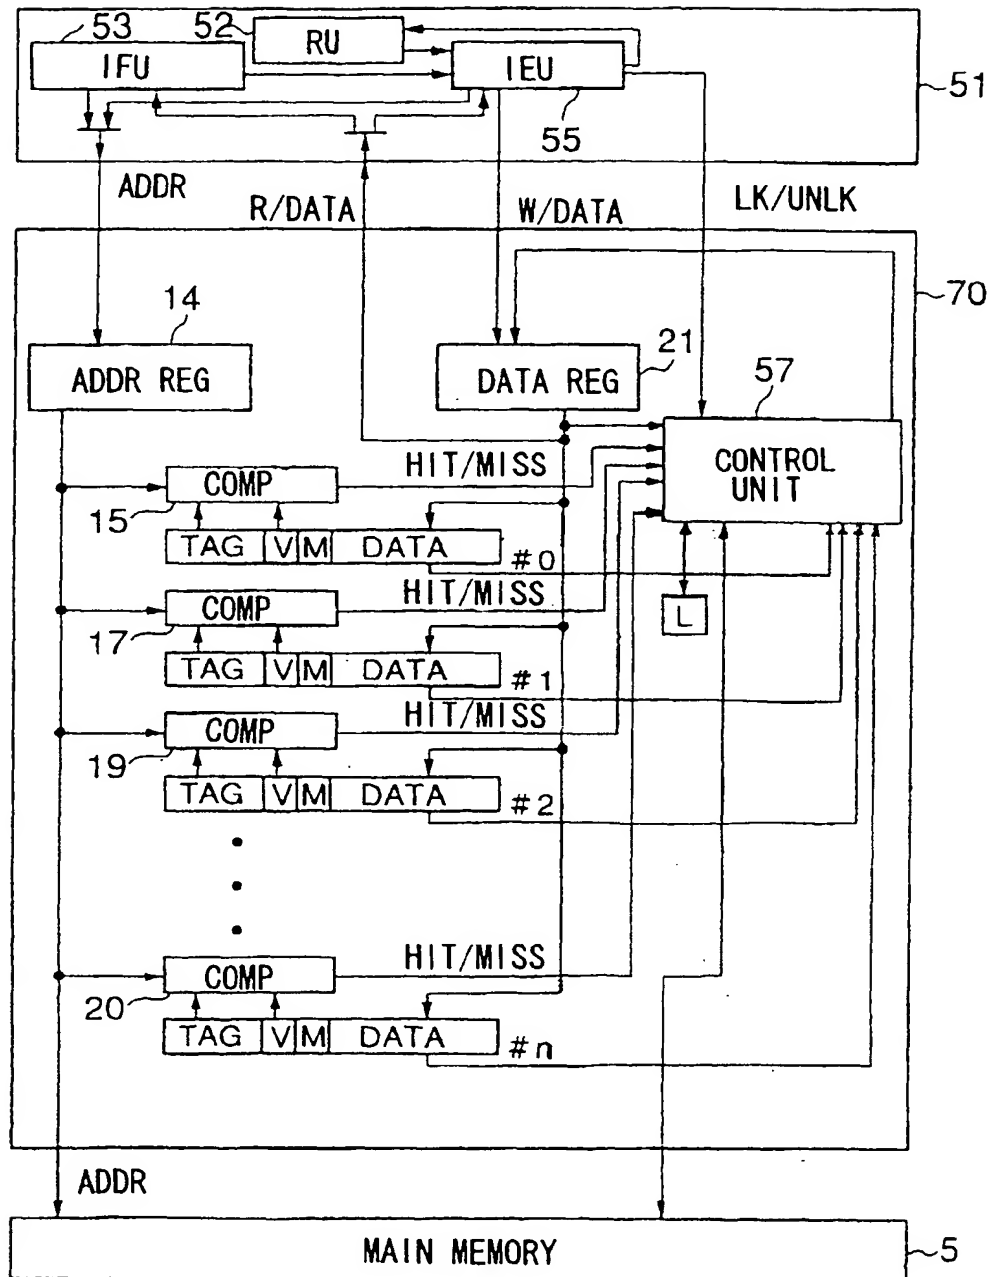 53
52
RU
IFU
IEU
51
55
ADDR
R/DATA
W/DATA
LK/UNLK
70
14
21
ADDR REG
DATA REG
57
CONTROL
UNIT
HIT/MISS
COMP
15
TAG V M DATA
#0
HIT/MISS
L
COMP
17
TAG V M DATA
#1
HIT/MISS
COMP
19
TAG V M DATA
#2
HIT/MISS
COMP
20
TAG V M DATA
#n
ADDR
MAIN MEMORY
5